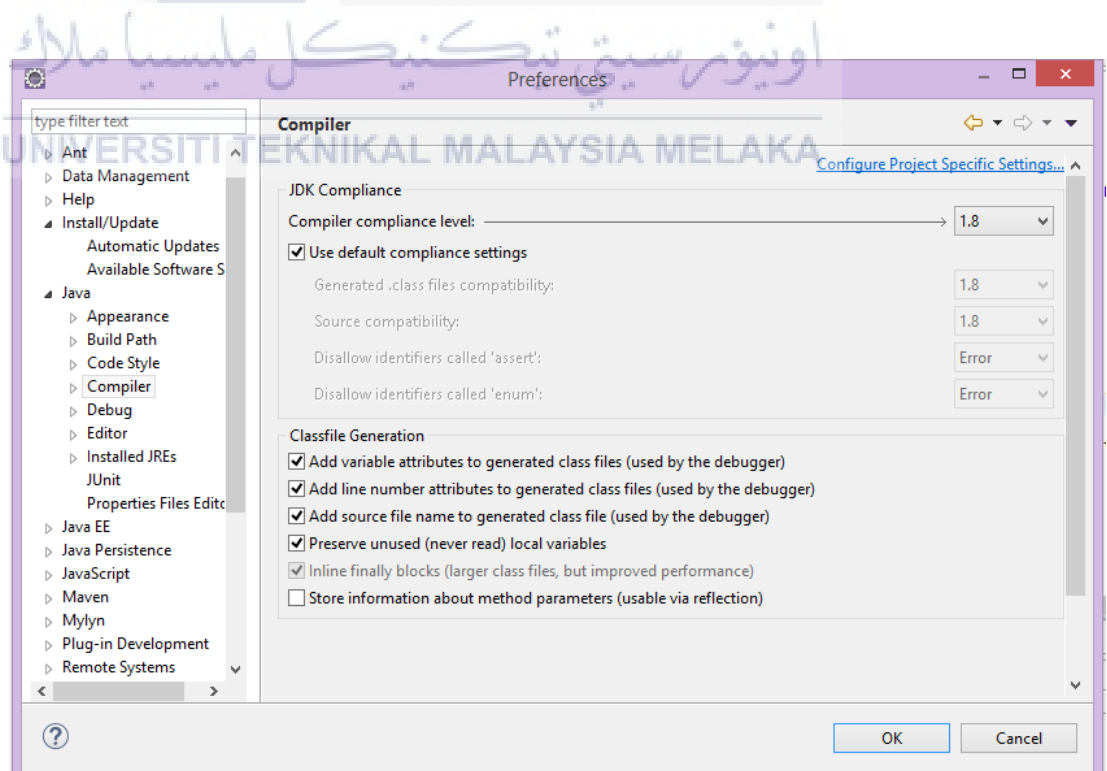 اونيۏرسيتي تيكنيكل مليسيا ملاك
Preferences
type filter text
Compiler
UNIVERSITI TEKNIKAL MALAYSIA MELAKA
Ant
Data Management
Help
Install/Update
Automatic Updates
Available Software S
Java
Appearance
Build Path
Code Style
Compiler
Debug
Editor
Installed JREs
JUnit
Properties Files Edito
Java EE
Java Persistence
JavaScript
Maven
Mylyn
Plug-in Development
Remote Systems
Configure Project Specific Settings...
JDK Compliance
Compiler compliance level: 1.8
Use default compliance settings
Generated .class files compatibility: 1.8
Source compatibility: 1.8
Disallow identifiers called 'assert': Error
Disallow identifiers called 'enum': Error
Classfile Generation
Add variable attributes to generated class files (used by the debugger)
Add line number attributes to generated class files (used by the debugger)
Add source file name to generated class file (used by the debugger)
Preserve unused (never read) local variables
Inline finally blocks (larger class files, but improved performance)
Store information about method parameters (usable via reflection)
OK
Cancel